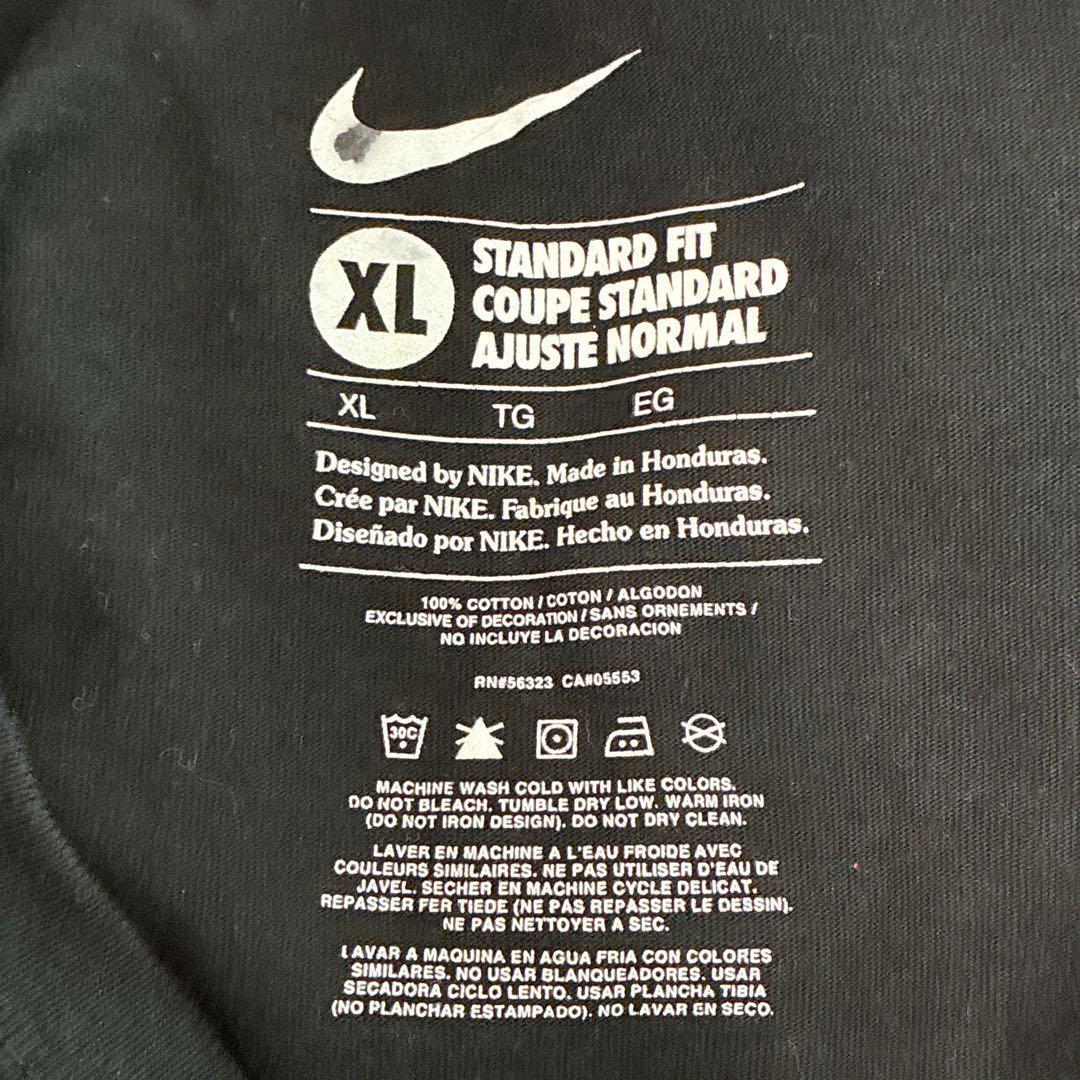 XL
STANDARD FIT
COUPE STANDARD
AJUSTE NORMAL
XL TG EG
Designed by NIKE. Made in Honduras.
Crée par NIKE. Fabrique au Honduras.
Diseñado por NIKE. Hecho en Honduras.
100% COTTON / COTON / ALGODON
EXCLUSIVE OF DECORATION / SANS ORNEMENTS /
NO INCLUYE LA DECORACION
RN#56323 CA#05553
30C
MACHINE WASH COLD WITH LIKE COLORS.
DO NOT BLEACH. TUMBLE DRY LOW. WARM IRON
(DO NOT IRON DESIGN). DO NOT DRY CLEAN.
LAVER EN MACHINE A L'EAU FROIDE AVEC
COULEURS SIMILAIRES. NE PAS UTILISER D'EAU DE
JAVEL. SECHER EN MACHINE CYCLE DELICAT.
REPASSER FER TIEDE (NE PAS REPASSER LE DESSIN).
NE PAS NETTOYER A SEC.
LAVAR A MAQUINA EN AGUA FRIA CON COLORES
SIMILARES. NO USAR BLANQUEADORES. USAR
SECADORA CICLO LENTO. USAR PLANCHA TIBIA
(NO PLANCHAR ESTAMPADO). NO LAVAR EN SECO.